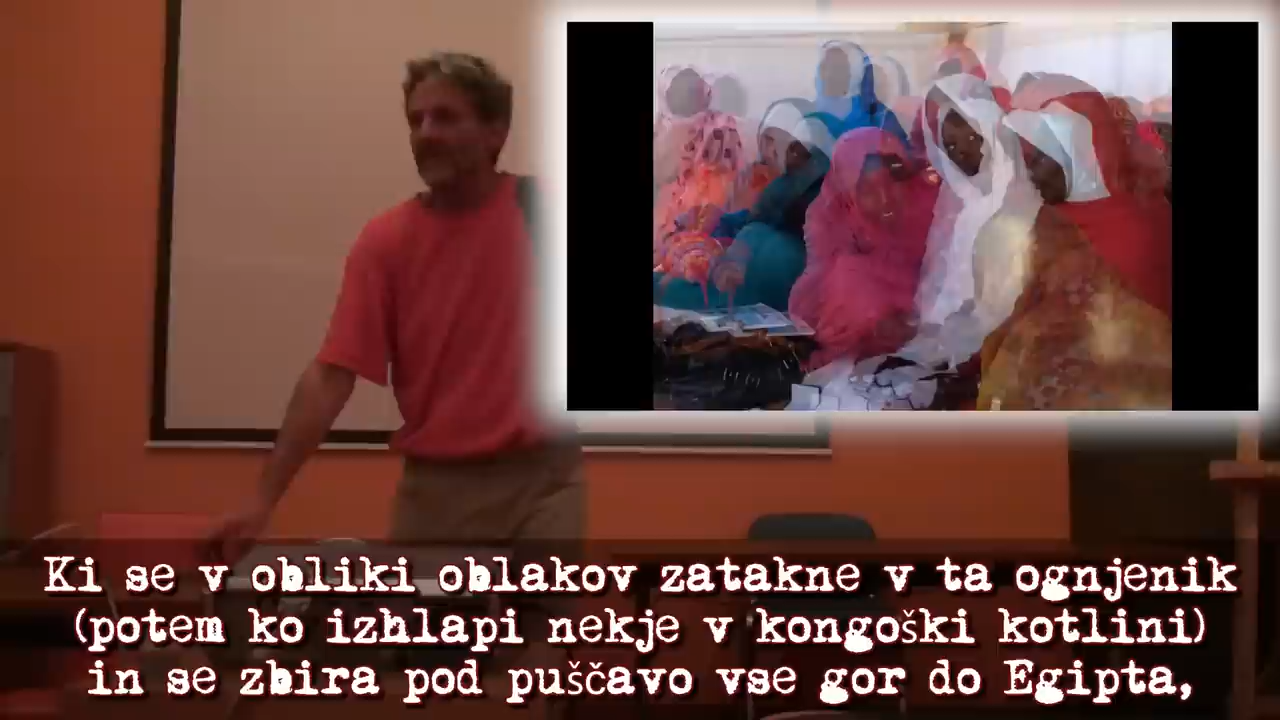 Ki se v obliki oblakov zatakne v ta ognjenik
(potem ko izhlapi nekje v kongoški kotlini)
in se zbira pod puščavo vse gor do Egipta,